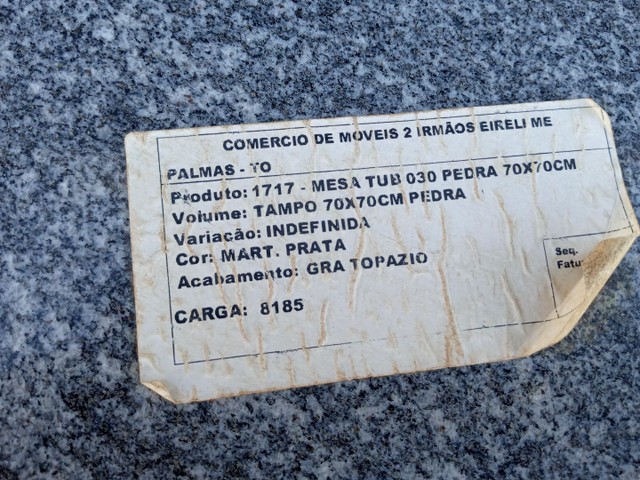 COMERCIO DE MOVEIS 2 IRMÃOS EIRELI ME
PALMAS - TO
Produto: 1717 - MESA TUB 030 PEDRA 70X70CM
Volume: TAMPO 70X70CM PEDRA
Variação: INDEFINIDA
Cor: MART. PRATA
Acabamento: GRA TOPAZIO
Seq.
CARGA: 8185